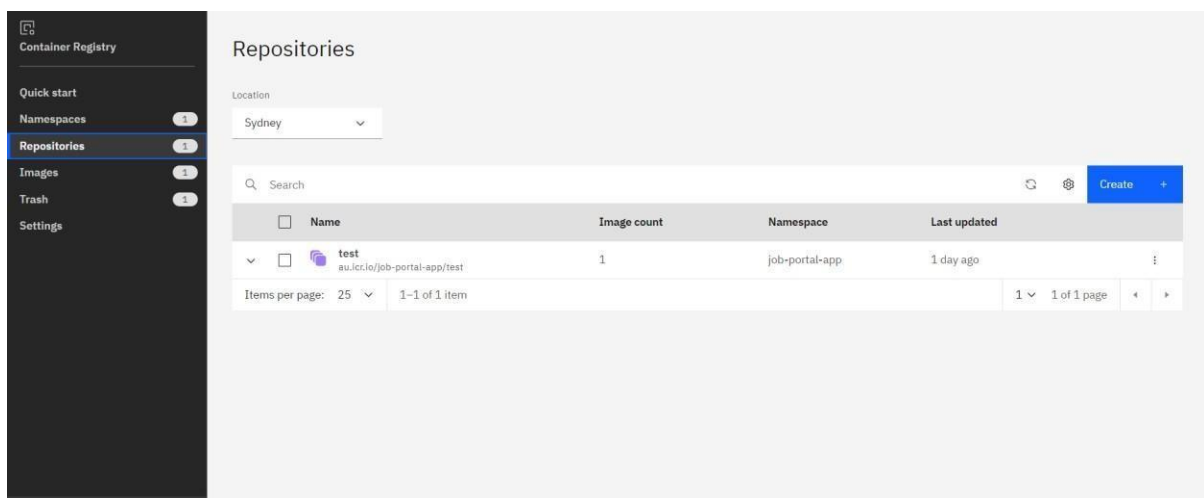 Container Registry
Quick start
Namespaces 1
Repositories 1
Images 1
Trash 1
Settings
Repositories
Location
Sydney
Search
Create +
Name Image count Namespace Last updated
test
au.icr.io/job-portal-app/test
1 job-portal-app 1 day ago
Items per page: 25 1–1 of 1 item 1 1 of 1 page